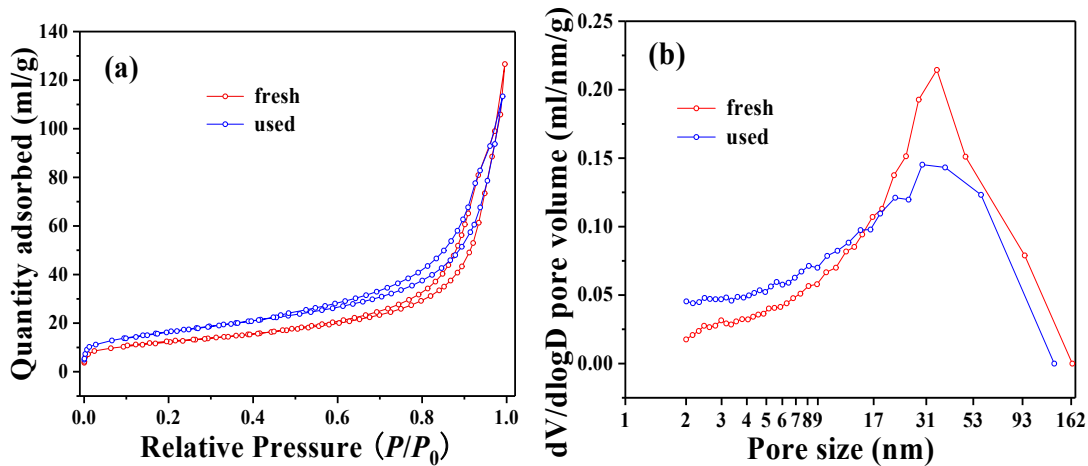 (a)
fresh
used
Quantity adsorbed (ml/g)
140
120
100
80
60
40
20
0
0.0 0.2 0.4 0.6 0.8 1.0
Relative Pressure (P/P0)
(b)
fresh
used
dV/dlogD pore volume (ml/nm/g)
0.25
0.20
0.15
0.10
0.05
0.00
1 2 3 4 5 6 7 8 9 17 31 53 93 162
Pore size (nm)